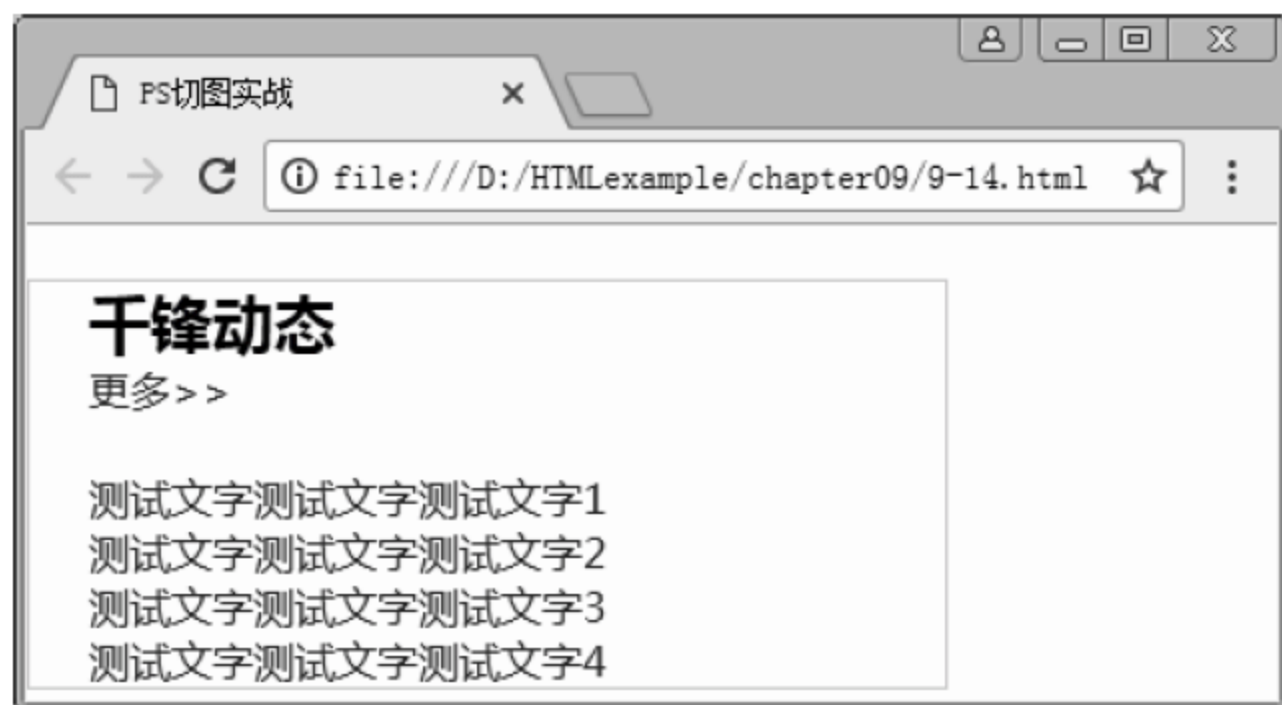 PS切图实战
file:///D:/HTMLexample/chapter09/9-14.html
千锋动态
更多>>
测试文字测试文字测试文字1
测试文字测试文字测试文字2
测试文字测试文字测试文字3
测试文字测试文字测试文字4